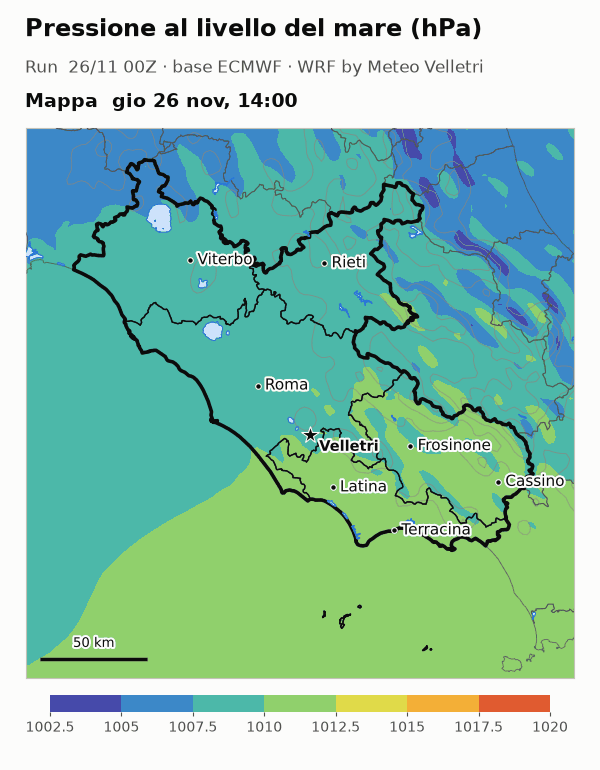 Pressione al livello del mare (hPa)
Run 26/11 00Z · base ECMWF · WRF by Meteo Velletri
Mappa gio 26 nov, 14:00
Viterbo
Rieti
Roma
Velletri
Frosinone
Cassino
Latina
Terracina
50 km
1002.5 1005 1007.5 1010 1012.5 1015 1017.5 1020